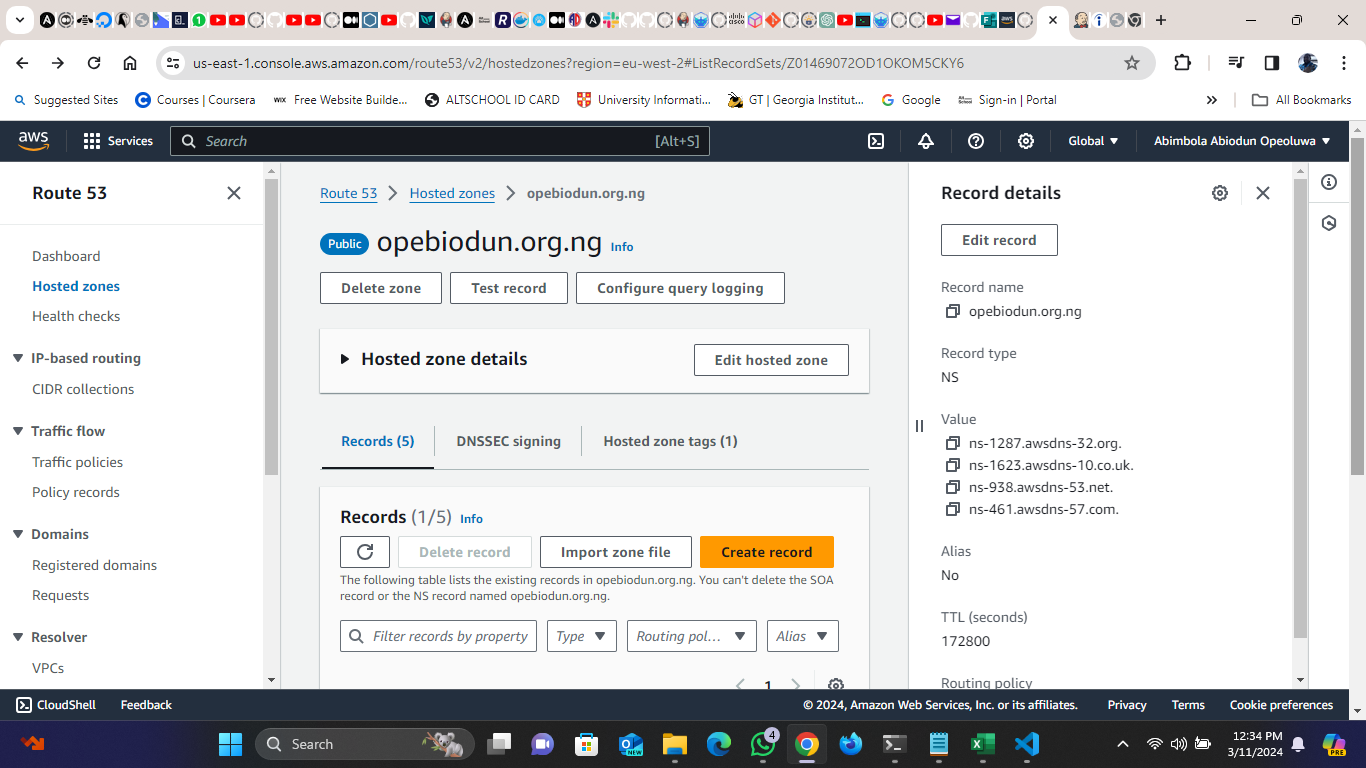 us-east-1.console.aws.amazon.com/route53/v2/hostedzones?region=eu-west-2#ListRecordSets/Z01469072OD1OKOM5CKY6
Suggested Sites
Courses | Coursera
WIX Free Website Builde...
ALTSCHOOL ID CARD
University Informati...
GT | Georgia Institut...
Google
Sign-in | Portal
All Bookmarks
aws
Services
Search [Alt+S]
Global
Abimbola Abiodun Opeoluwa
Route 53
Dashboard
Hosted zones
Health checks
IP-based routing
CIDR collections
Traffic flow
Traffic policies
Policy records
Domains
Registered domains
Requests
Resolver
VPCs
Route 53 > Hosted zones > opebiodun.org.ng
Public opebiodun.org.ng Info
Delete zone Test record Configure query logging
Hosted zone details Edit hosted zone
Records (5) DNSSEC signing Hosted zone tags (1)
Records (1/5) Info
Delete record Import zone file Create record
The following table lists the existing records in opebiodun.org.ng. You can't delete the SOA
record or the NS record named opebiodun.org.ng.
Filter records by property Type Routing pol... Alias
1
Record details
Edit record
Record name
opebiodun.org.ng
Record type
NS
Value
ns-1287.awsdns-32.org.
ns-1623.awsdns-10.co.uk.
ns-938.awsdns-53.net.
ns-461.awsdns-57.com.
Alias
No
TTL (seconds)
172800
Routing policy
CloudShell Feedback
© 2024, Amazon Web Services, Inc. or its affiliates. Privacy Terms Cookie preferences
Search
NEW
4
12:34 PM
3/11/2024
PRE